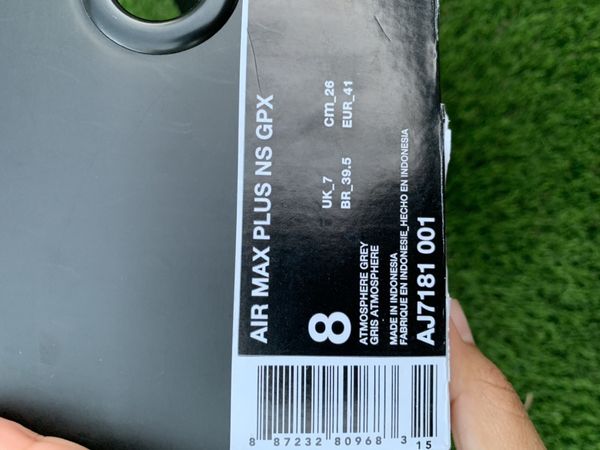 AIR MAX PLUS NS GPX
UK_7
cm_26
BR_39.5
EUR_41
8
ATMOSPHERE GREY
GRIS ATMOSPHERE
MADE IN INDONESIA
FABRIQUE EN INDONESIE_HECHO EN INDONESIA
AJ7181 001
8 87232 80968 3
15